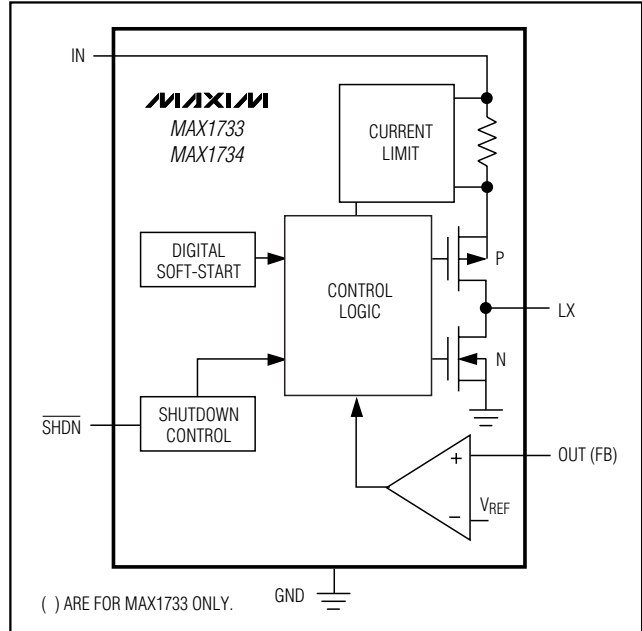 IN
MAXIM
MAX1733
MAX1734
CURRENT
LIMIT
DIGITAL
SOFT-START
CONTROL
LOGIC
P
LX
N
SHDN
SHUTDOWN
CONTROL
+
OUT (FB)
VREF
−
GND
( ) ARE FOR MAX1733 ONLY.